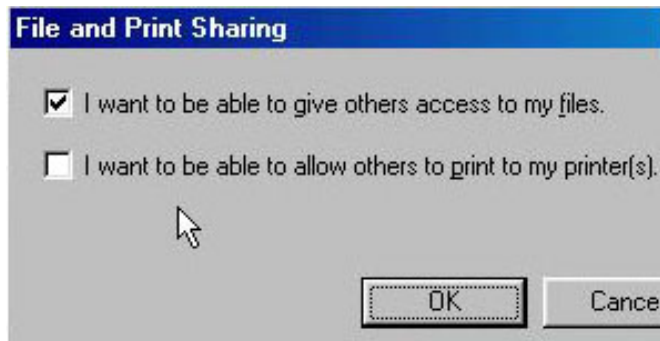 File and Print Sharing
I want to be able to give others access to my files.
I want to be able to allow others to print to my printer(s).
OK Cance